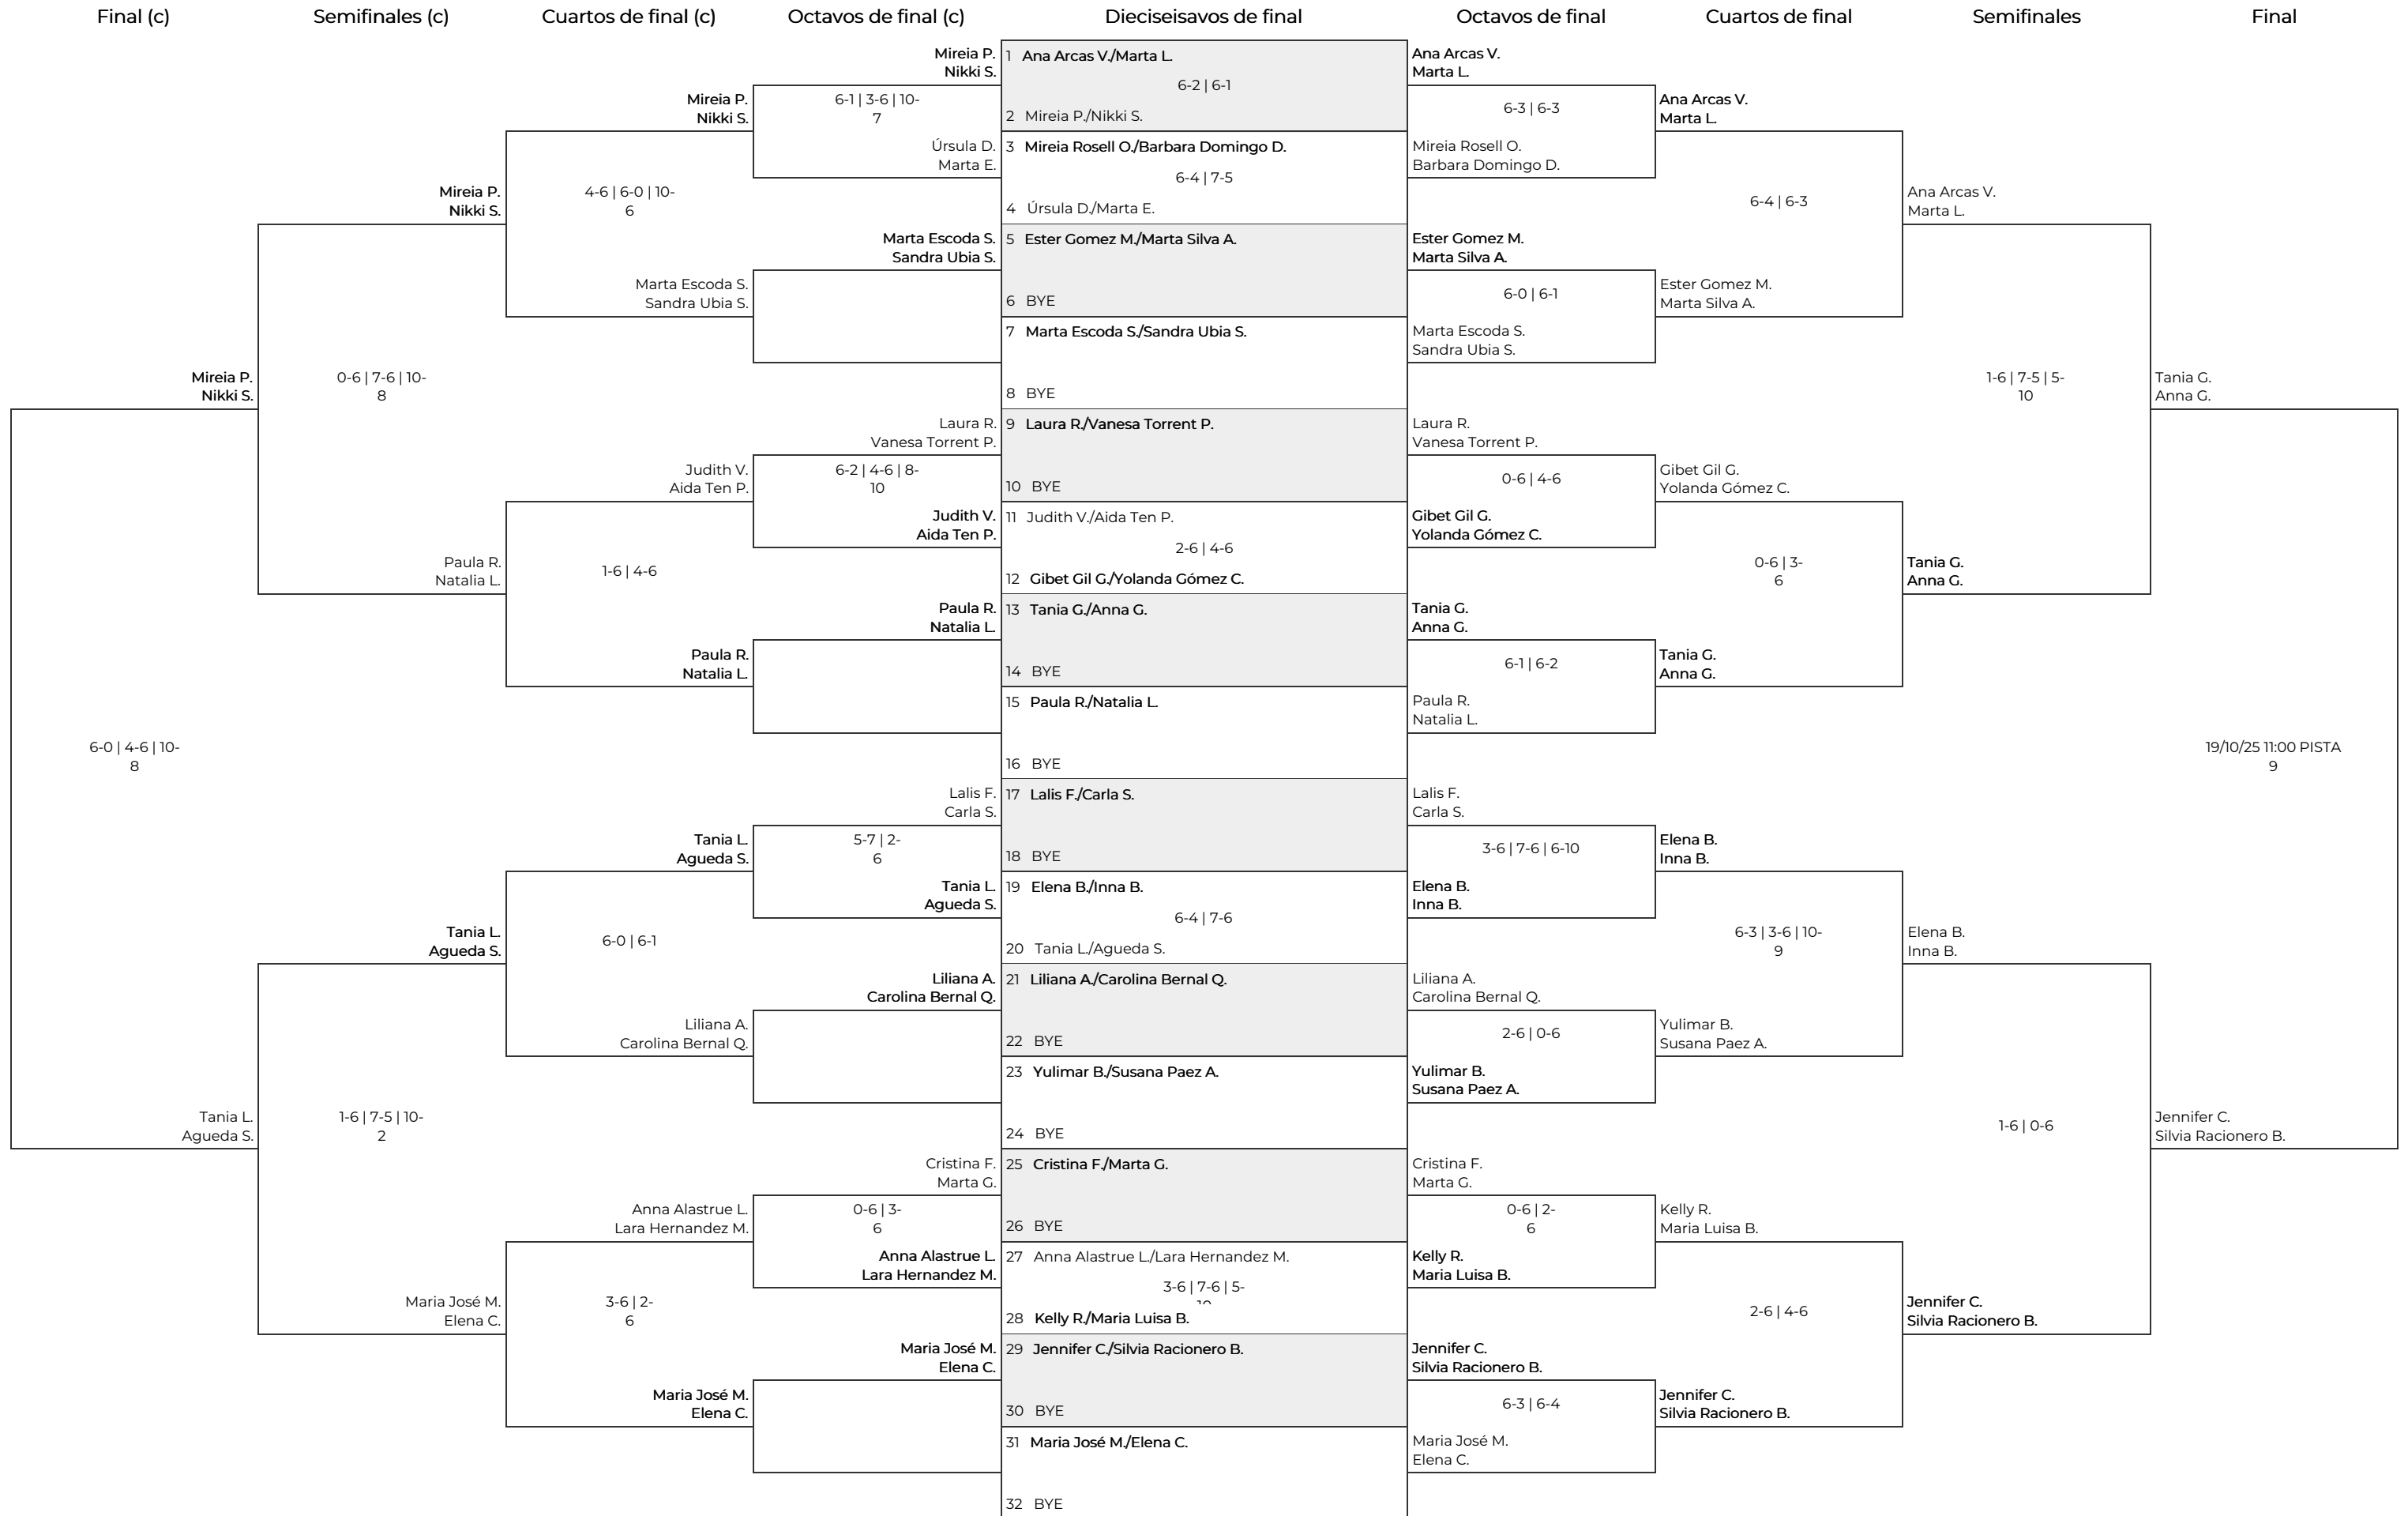 Final (c)
Semifinales (c)
Cuartos de final (c)
Octavos de final (c)
Dieciseisavos de final
Octavos de final
Cuartos de final
Semifinales
Final
Mireia P.
Nikki S.
6-0 | 4-6 | 10-
8
Tania L.
Agueda S.
Mireia P.
Nikki S.
0-6 | 7-6 | 10-
8
Paula R.
Natalia L.
Tania L.
Agueda S.
1-6 | 7-5 | 10-
2
Maria José M.
Elena C.
Mireia P.
Nikki S.
4-6 | 6-0 | 10-
6
Marta Escoda S.
Sandra Ubia S.
Judith V.
Aida Ten P.
1-6 | 4-6
Paula R.
Natalia L.
Tania L.
Agueda S.
6-0 | 6-1
Liliana A.
Carolina Bernal Q.
Anna Alastrue L.
Lara Hernandez M.
3-6 | 2-
6
Maria José M.
Elena C.
Mireia P.
Nikki S.
6-1 | 3-6 | 10-
7
Úrsula D.
Marta E.
Marta Escoda S.
Sandra Ubia S.
Laura R.
Vanesa Torrent P.
6-2 | 4-6 | 8-
10
Judith V.
Aida Ten P.
Paula R.
Natalia L.
Lalis F.
Carla S.
5-7 | 2-
6
Tania L.
Agueda S.
Liliana A.
Carolina Bernal Q.
Cristina F.
Marta G.
0-6 | 3-
6
Anna Alastrue L.
Lara Hernandez M.
Maria José M.
Elena C.
1 Ana Arcas V./Marta L.
6-2 | 6-1
2 Mireia P./Nikki S.
3 Mireia Rosell O./Barbara Domingo D.
6-4 | 7-5
4 Úrsula D./Marta E.
5 Ester Gomez M./Marta Silva A.
6 BYE
7 Marta Escoda S./Sandra Ubia S.
8 BYE
9 Laura R./Vanesa Torrent P.
10 BYE
11 Judith V./Aida Ten P.
2-6 | 4-6
12 Gibet Gil G./Yolanda Gómez C.
13 Tania G./Anna G.
14 BYE
15 Paula R./Natalia L.
16 BYE
17 Lalis F./Carla S.
18 BYE
19 Elena B./Inna B.
6-4 | 7-6
20 Tania L./Agueda S.
21 Liliana A./Carolina Bernal Q.
22 BYE
23 Yulimar B./Susana Paez A.
24 BYE
25 Cristina F./Marta G.
26 BYE
27 Anna Alastrue L./Lara Hernandez M.
3-6 | 7-6 | 5-
10
28 Kelly R./Maria Luisa B.
29 Jennifer C./Silvia Racionero B.
30 BYE
31 Maria José M./Elena C.
32 BYE
Ana Arcas V.
Marta L.
6-3 | 6-3
Mireia Rosell O.
Barbara Domingo D.
Ester Gomez M.
Marta Silva A.
6-0 | 6-1
Marta Escoda S.
Sandra Ubia S.
Laura R.
Vanesa Torrent P.
0-6 | 4-6
Gibet Gil G.
Yolanda Gómez C.
Tania G.
Anna G.
6-1 | 6-2
Paula R.
Natalia L.
Lalis F.
Carla S.
3-6 | 7-6 | 6-10
Elena B.
Inna B.
Liliana A.
Carolina Bernal Q.
2-6 | 0-6
Yulimar B.
Susana Paez A.
Cristina F.
Marta G.
0-6 | 2-
6
Kelly R.
Maria Luisa B.
Jennifer C.
Silvia Racionero B.
6-3 | 6-4
Maria José M.
Elena C.
Ana Arcas V.
Marta L.
6-4 | 6-3
Ester Gomez M.
Marta Silva A.
Gibet Gil G.
Yolanda Gómez C.
0-6 | 3-
6
Tania G.
Anna G.
Elena B.
Inna B.
6-3 | 3-6 | 10-
9
Yulimar B.
Susana Paez A.
Kelly R.
Maria Luisa B.
2-6 | 4-6
Jennifer C.
Silvia Racionero B.
Ana Arcas V.
Marta L.
1-6 | 7-5 | 5-
10
Tania G.
Anna G.
Elena B.
Inna B.
1-6 | 0-6
Jennifer C.
Silvia Racionero B.
Tania G.
Anna G.
19/10/25 11:00 PISTA
9
Jennifer C.
Silvia Racionero B.